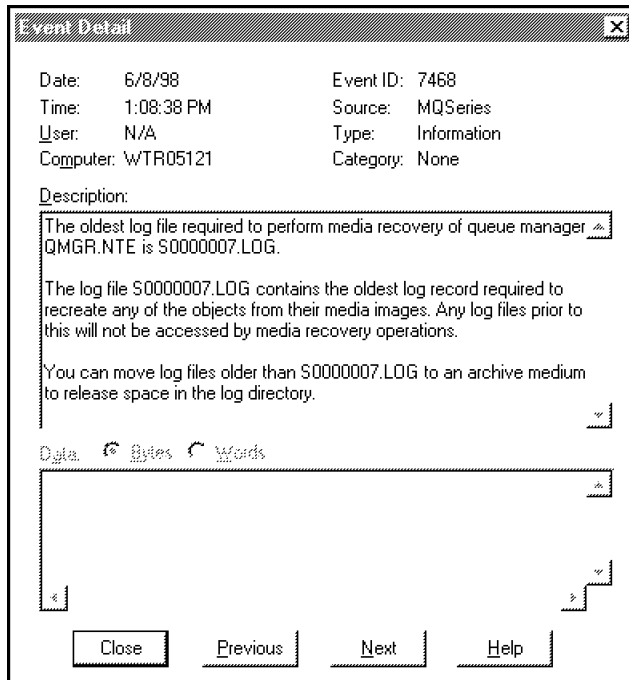 Event Detail
Date: 6/8/98 Event ID: 7468
Time: 1:08:38 PM Source: MQSeries
User: N/A Type: Information
Computer: WTR05121 Category: None
Description:
The oldest log file required to perform media recovery of queue manager
QMGR.NTE is S0000007.LOG.
The log file S0000007.LOG contains the oldest log record required to
recreate any of the objects from their media images. Any log files prior to
this will not be accessed by media recovery operations.
You can move log files older than S0000007.LOG to an archive medium
to release space in the log directory.
Data: Bytes Words
Close Previous Next Help